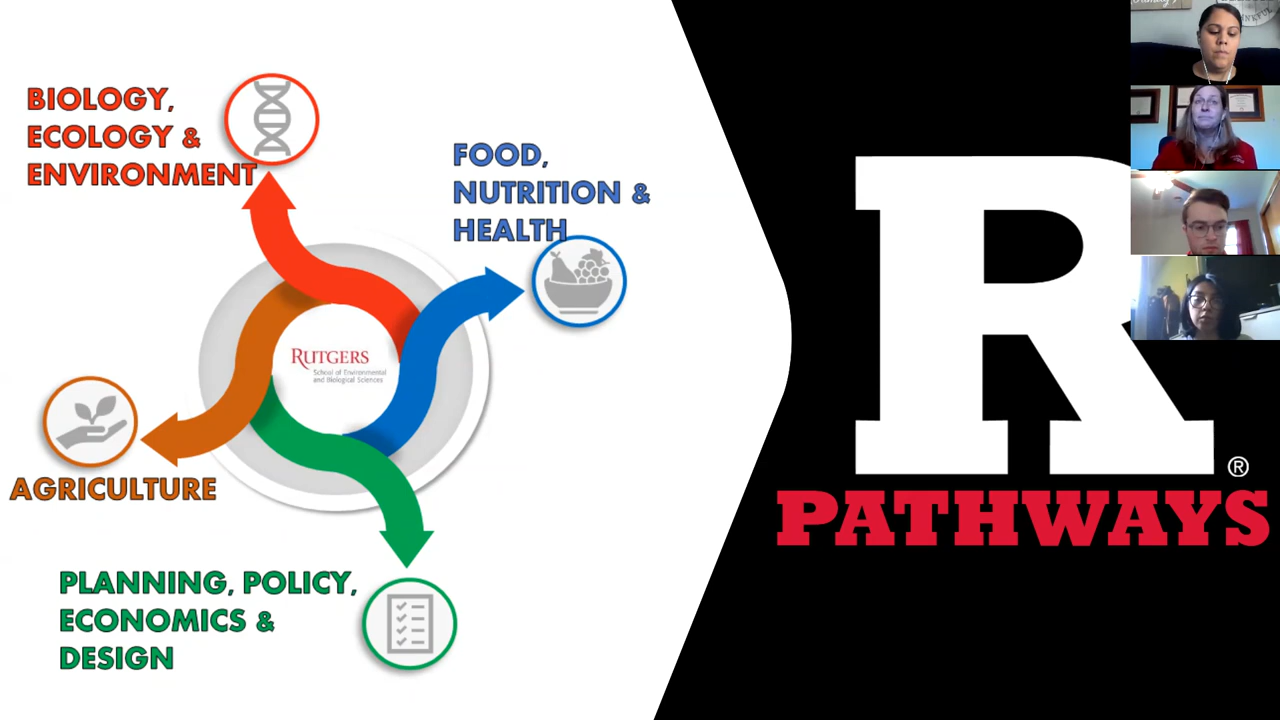 BIOLOGY,
ECOLOGY &
ENVIRONMENT
FOOD,
NUTRITION &
HEALTH
RUTGERS
School of Environmental
and Biological Sciences
AGRICULTURE
PLANNING, POLICY,
ECONOMICS &
DESIGN
R
®
PATHWAYS